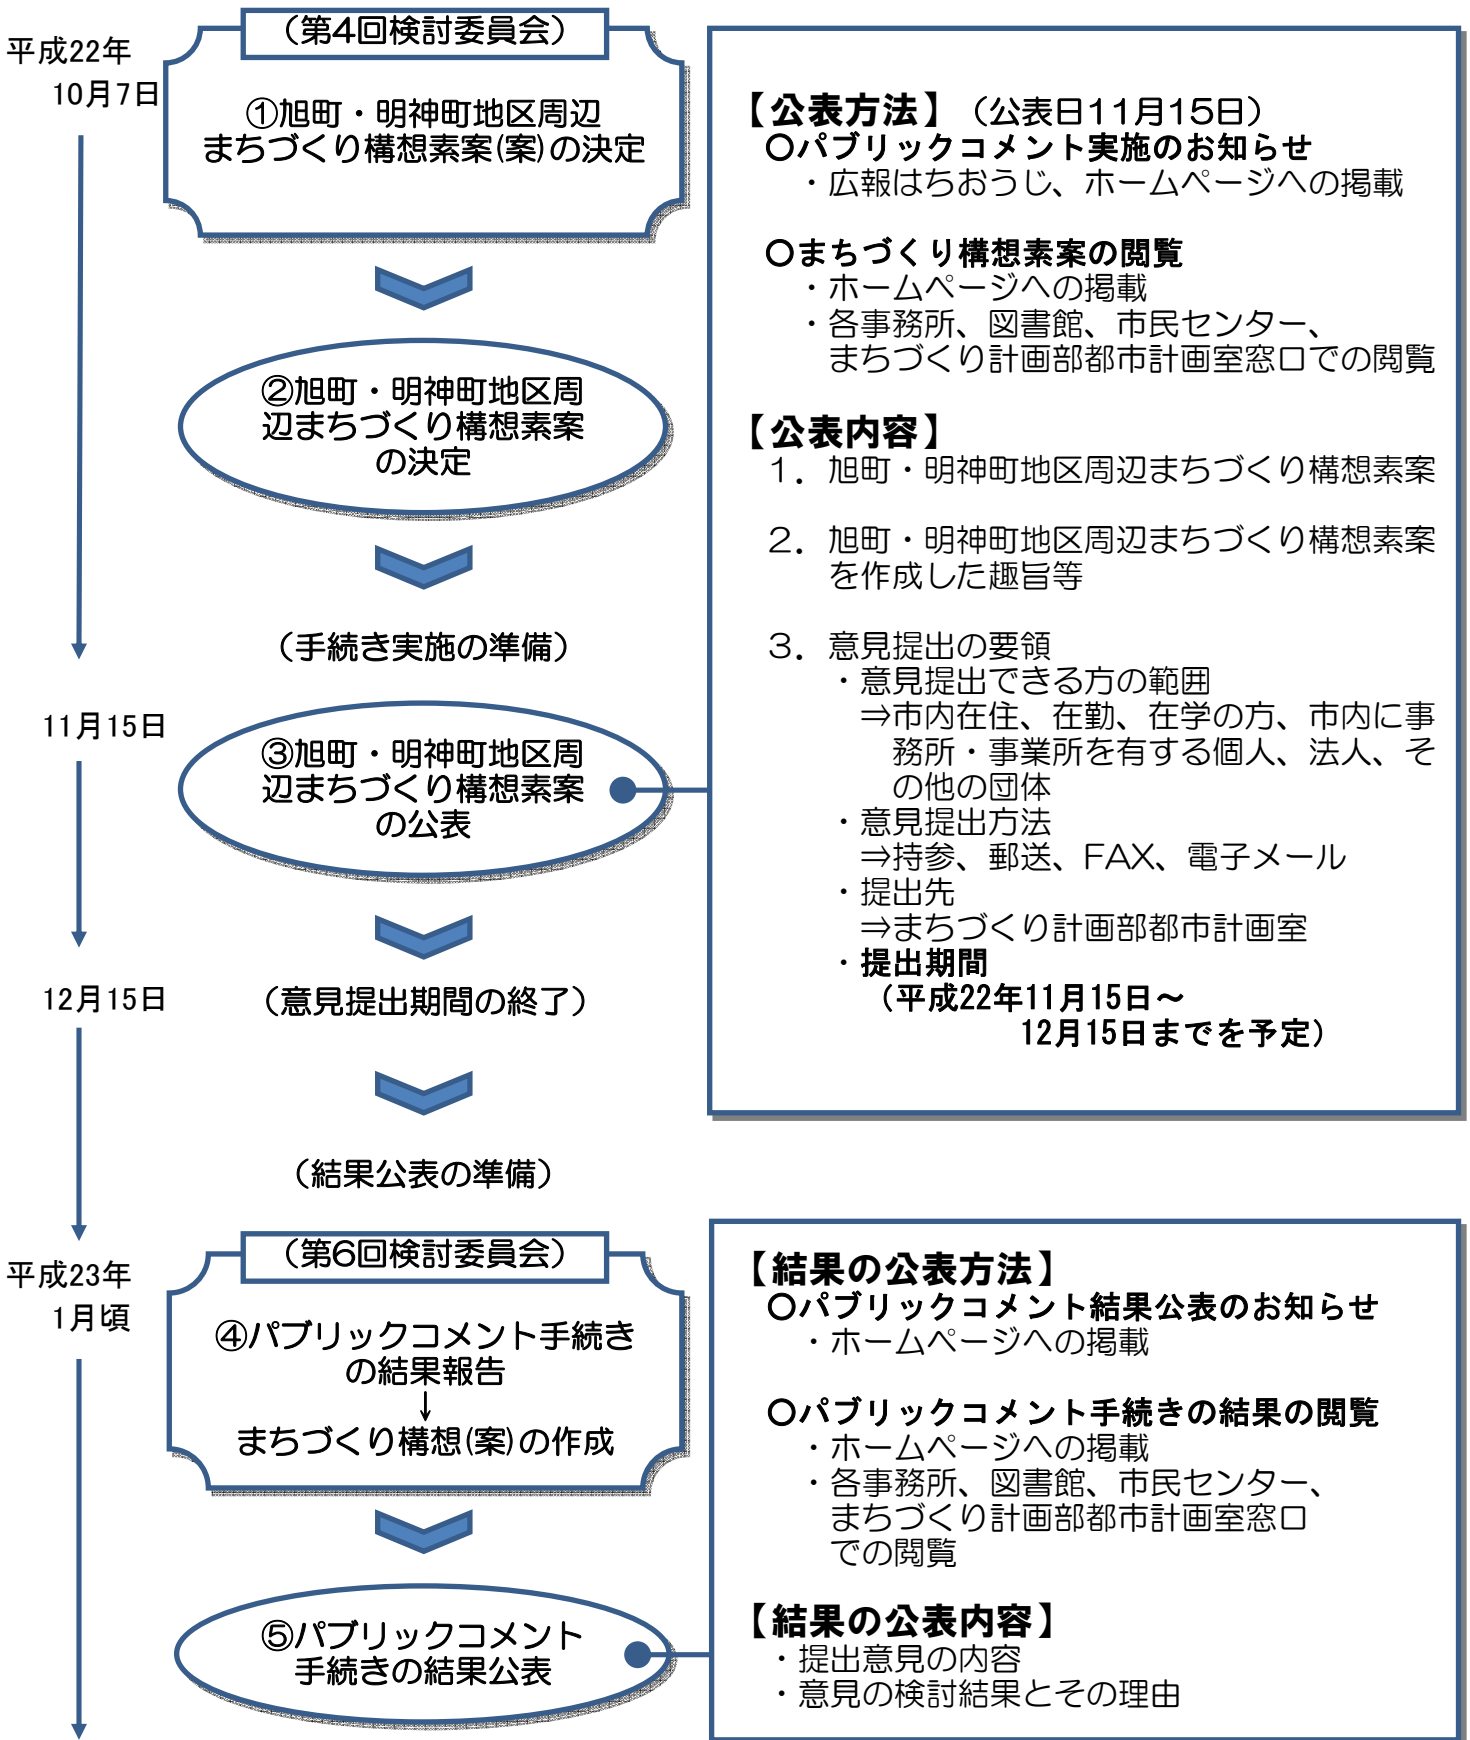 平成22年
10月7日
（第4回検討委員会）
①旭町・明神町地区周辺
まちづくり構想素案(案)の決定
②旭町・明神町地区周
辺まちづくり構想素案
の決定
（手続き実施の準備）
11月15日
③旭町・明神町地区周
辺まちづくり構想素案
の公表
12月15日
（意見提出期間の終了）
（結果公表の準備）
平成23年
1月頃
（第6回検討委員会）
④パブリックコメント手続き
の結果報告
↓
まちづくり構想(案)の作成
⑤パブリックコメント
手続きの結果公表
【公表方法】（公表日11月15日）
〇パブリックコメント実施のお知らせ
・広報はちおうじ、ホームページへの掲載
〇まちづくり構想素案の閲覧
・ホームページへの掲載
・各事務所、図書館、市民センター、
まちづくり計画部都市計画室窓口での閲覧
【公表内容】
１．旭町・明神町地区周辺まちづくり構想素案
２．旭町・明神町地区周辺まちづくり構想素案
を作成した趣旨等
３．意見提出の要領
・意見提出できる方の範囲
⇒市内在住、在勤、在学の方、市内に事
務所・事業所を有する個人、法人、そ
の他の団体
・意見提出方法
⇒持参、郵送、FAX、電子メール
・提出先
⇒まちづくり計画部都市計画室
・提出期間
（平成22年11月15日～
12月15日までを予定）
【結果の公表方法】
〇パブリックコメント結果公表のお知らせ
・ホームページへの掲載
〇パブリックコメント手続きの結果の閲覧
・ホームページへの掲載
・各事務所、図書館、市民センター、
まちづくり計画部都市計画室窓口
での閲覧
【結果の公表内容】
・提出意見の内容
・意見の検討結果とその理由